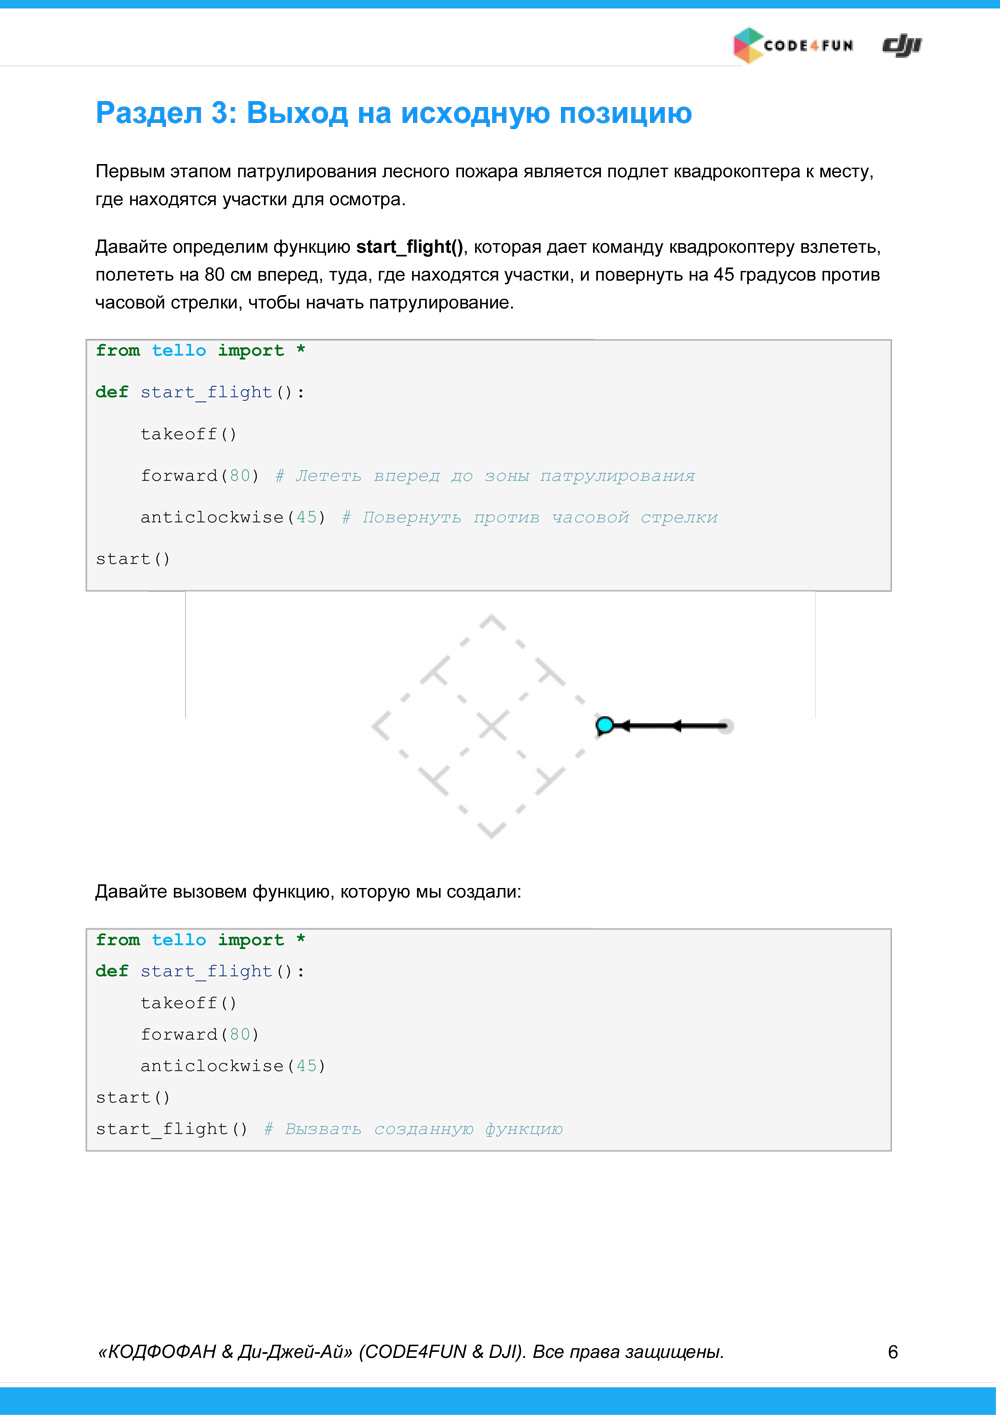 CODE4FUN dji
Раздел 3: Выход на исходную позицию
Первым этапом патрулирования лесного пожара является подлет квадрокоптера к месту,
где находятся участки для осмотра.
Давайте определим функцию start_flight(), которая дает команду квадрокоптеру взлететь,
полететь на 80 см вперед, туда, где находятся участки, и повернуть на 45 градусов против
часовой стрелки, чтобы начать патрулирование.
from tello import *
def start_flight():
    takeoff()
    forward(80) # Лететь вперед до зоны патрулирования
    anticlockwise(45) # Повернуть против часовой стрелки
start()
Давайте вызовем функцию, которую мы создали:
from tello import *
def start_flight():
    takeoff()
    forward(80)
    anticlockwise(45)
start()
start_flight() # Вызвать созданную функцию
«КОДФОФАН & Ди-Джей-Ай» (CODE4FUN & DJI). Все права защищены. 6